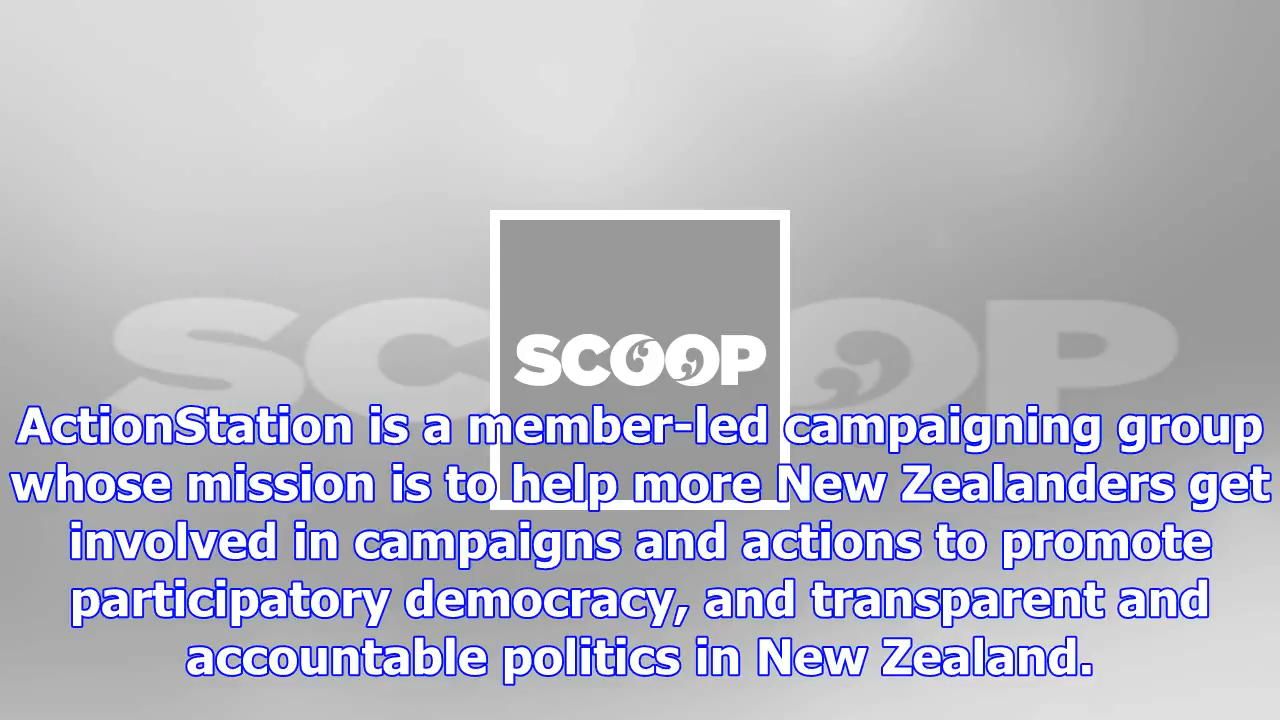 SCOOP
SCOOP
ActionStation is a member-led campaigning group
whose mission is to help more New Zealanders get
involved in campaigns and actions to promote
participatory democracy, and transparent and
accountable politics in New Zealand.